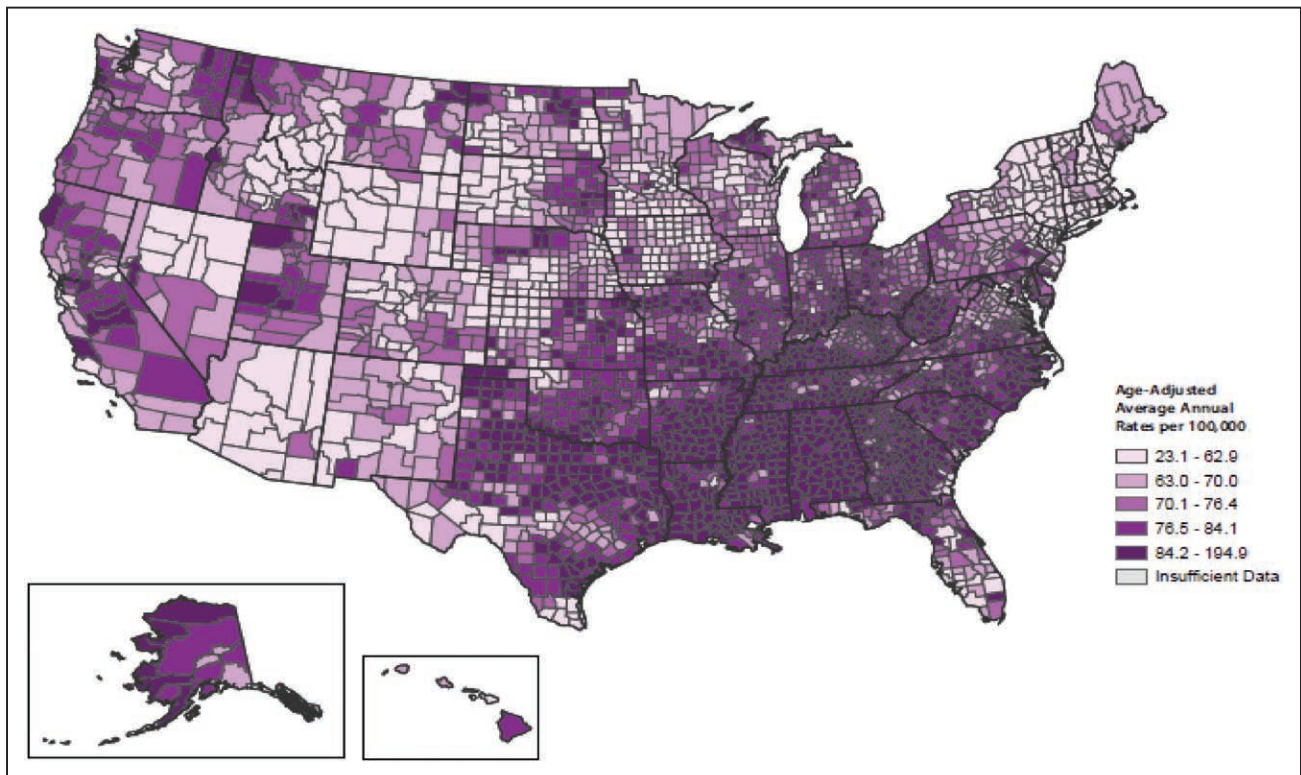 Age-Adjusted
Average Annual
Rates per 100,000
23.1 - 62.9
63.0 - 70.0
70.1 - 76.4
76.5 - 84.1
84.2 - 194.9
Insufficient Data